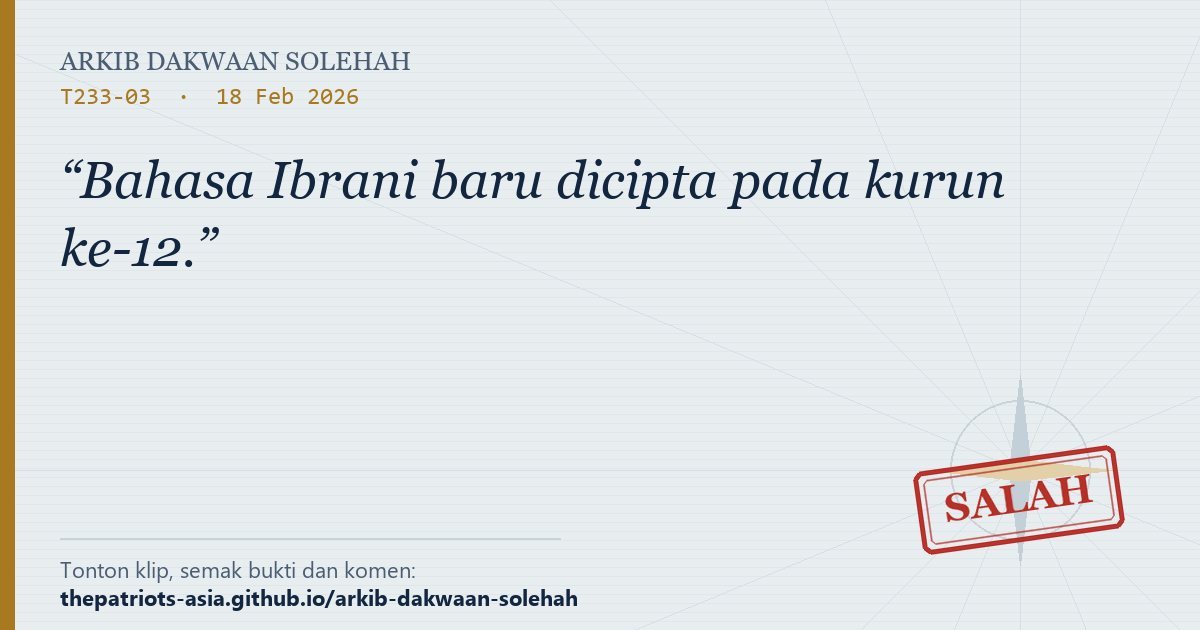 ARKIB DAKWAAN SOLEHAH
T233-03 · 18 Feb 2026
“Bahasa Ibrani baru dicipta pada kurun
ke-12.”
SALAH
Tonton klip, semak bukti dan komen:
thepatriots-asia.github.io/arkib-dakwaan-solehah